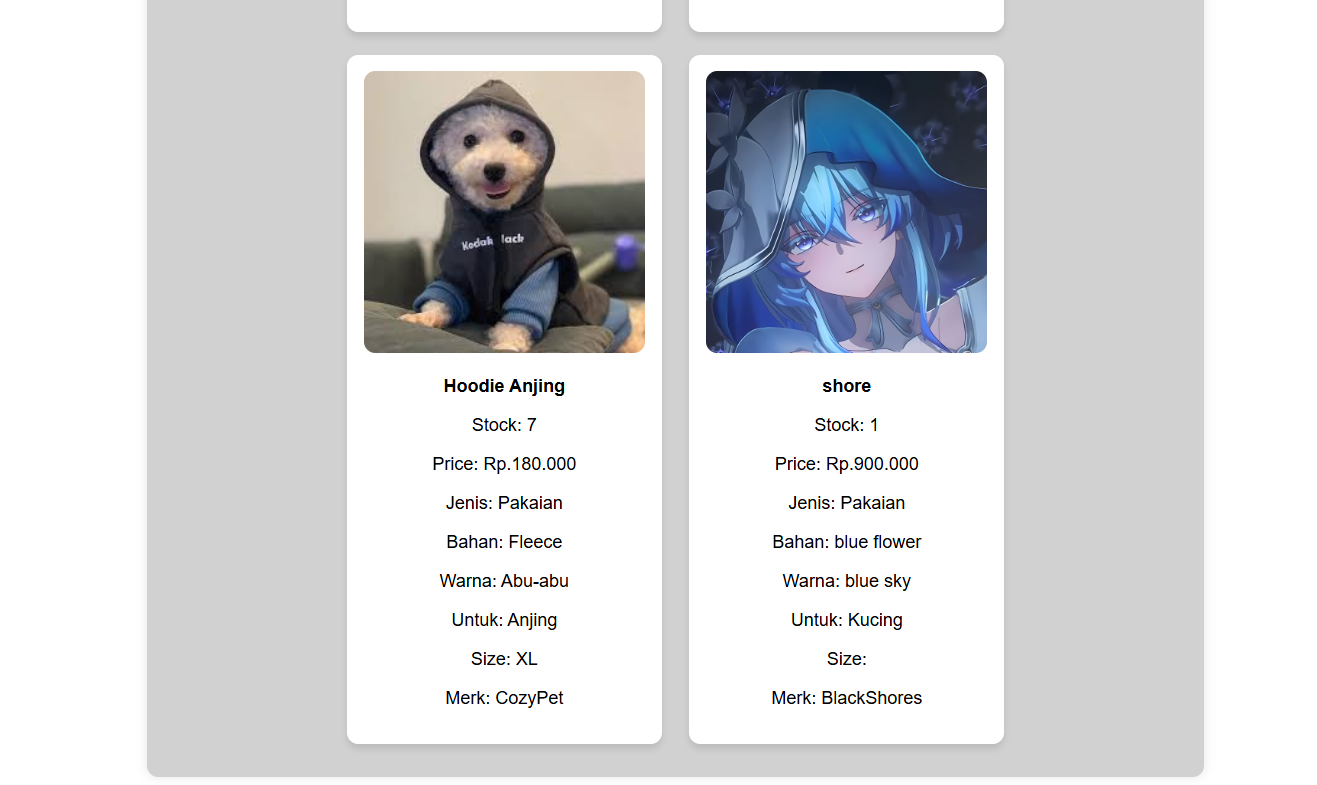 Kodak lack
Hoodie Anjing
Stock: 7
Price: Rp.180.000
Jenis: Pakaian
Bahan: Fleece
Warna: Abu-abu
Untuk: Anjing
Size: XL
Merk: CozyPet
shore
Stock: 1
Price: Rp.900.000
Jenis: Pakaian
Bahan: blue flower
Warna: blue sky
Untuk: Kucing
Size:
Merk: BlackShores